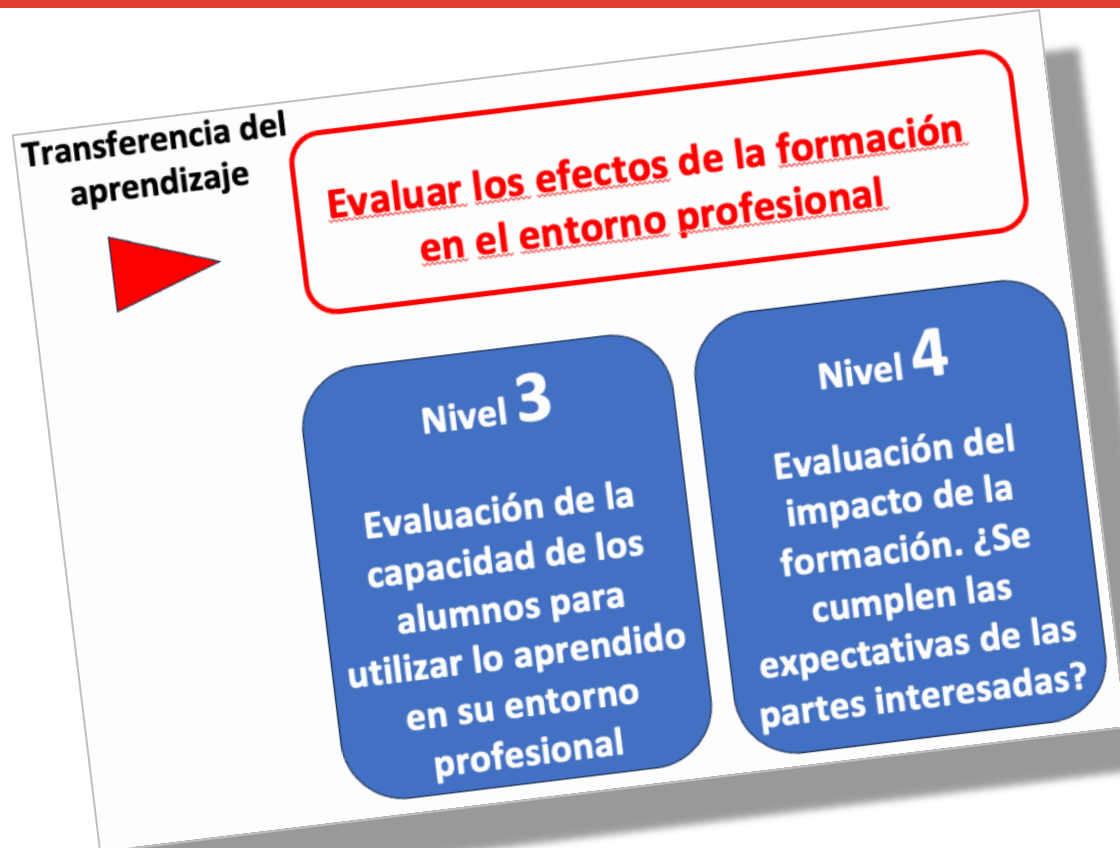 Transferencia del
aprendizaje
Evaluar los efectos de la formación
en el entorno profesional
Nivel 3
Evaluación de la
capacidad de los
alumnos para
utilizar lo aprendido
en su entorno
profesional
Nivel 4
Evaluación del
impacto de la
formación. ¿Se
cumplen las
expectativas de las
partes interesadas?